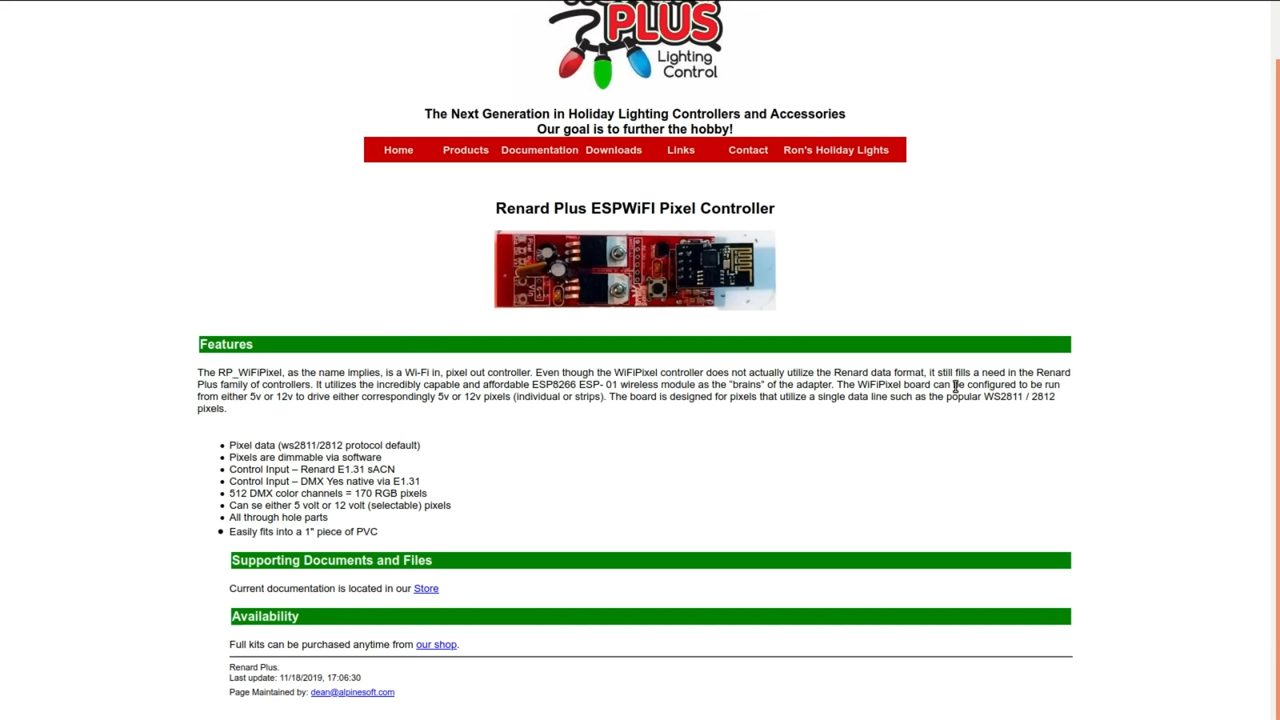 PLUS
Lighting
Control
The Next Generation in Holiday Lighting Controllers and Accessories
Our goal is to further the hobby!
Home Products Documentation Downloads Links Contact Ron's Holiday Lights
Renard Plus ESPWiFI Pixel Controller
Features
The RP_WiFiPixel, as the name implies, is a Wi-Fi in, pixel out controller. Even though the WiFiPixel controller does not actually utilize the Renard data format, it still fills a need in the Renard
Plus family of controllers. It utilizes the incredibly capable and affordable ESP8266 ESP- 01 wireless module as the "brains" of the adapter. The WiFiPixel board can be configured to be run
from either 5v or 12v to drive either correspondingly 5v or 12v pixels (individual or strips). The board is designed for pixels that utilize a single data line such as the popular WS2811 / 2812
pixels.
Pixel data (ws2811/2812 protocol default)
Pixels are dimmable via software
Control Input – Renard E1.31 sACN
Control Input – DMX Yes native via E1.31
512 DMX color channels = 170 RGB pixels
Can se either 5 volt or 12 volt (selectable) pixels
All through hole parts
Easily fits into a 1" piece of PVC
Supporting Documents and Files
Current documentation is located in our Store
Availability
Full kits can be purchased anytime from our shop.
Renard Plus.
Last update: 11/18/2019, 17:06:30
Page Maintained by: dean@alpinesoft.com